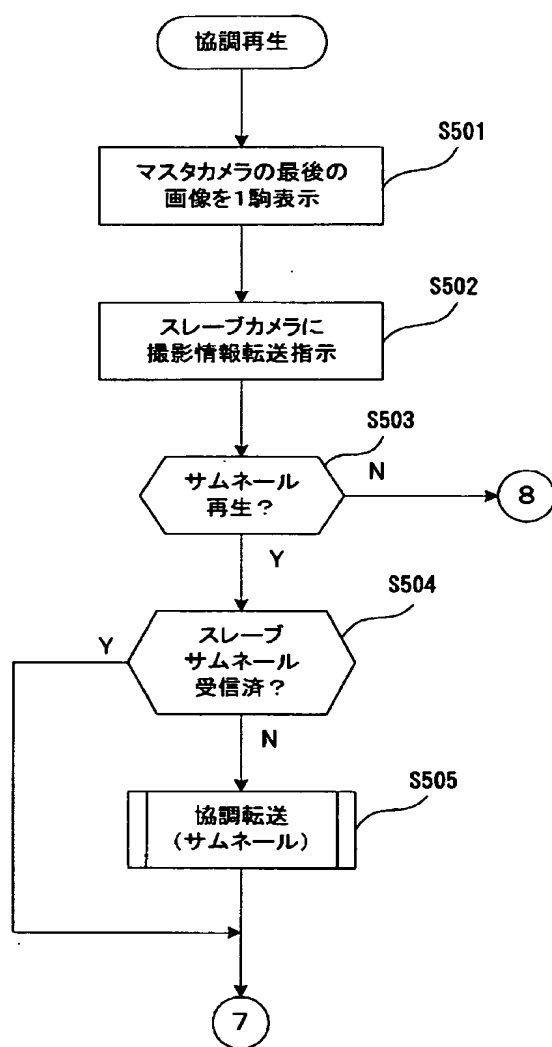 協調再生
S501
マスタカメラの最後の
画像を1駒表示
S502
スレーブカメラに
撮影情報転送指示
S503
サムネール
再生?
N
8
Y
S504
スレーブ
サムネール
受信済?
Y
N
S505
協調転送
(サムネール)
7